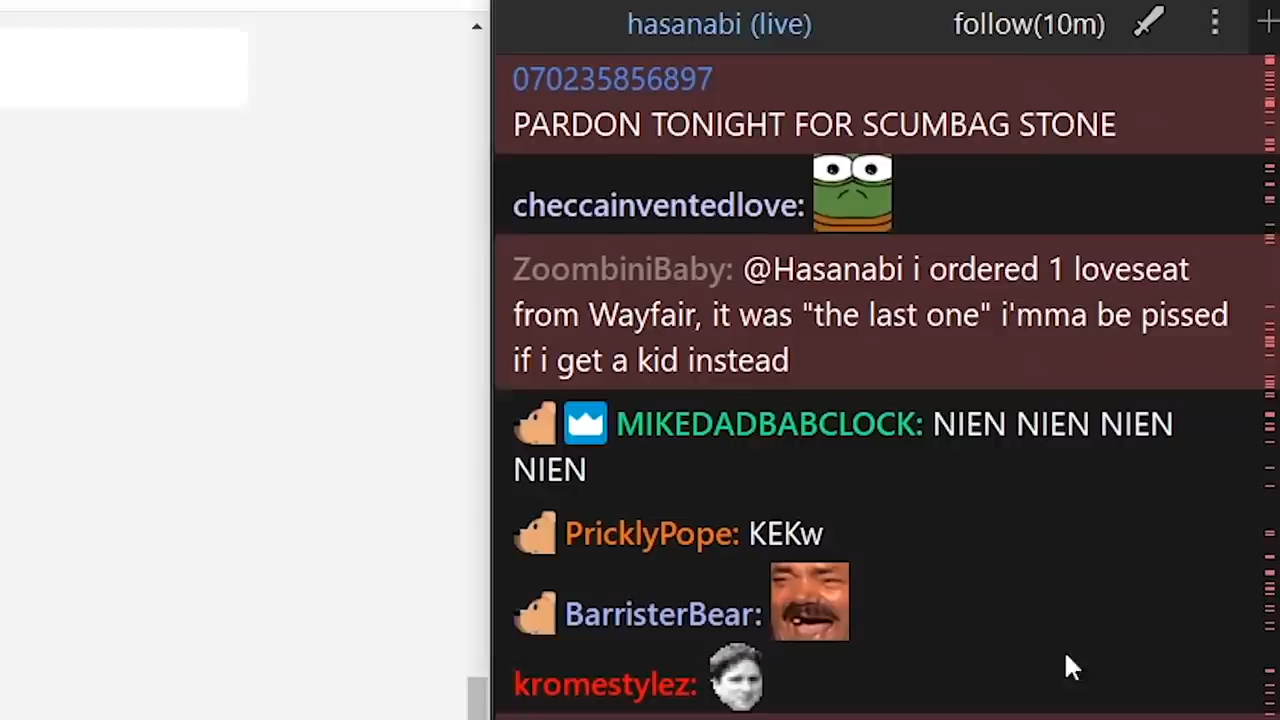 hasanabi (live) follow(10m)
070235856897
PARDON TONIGHT FOR SCUMBAG STONE
checcainventedlove:
ZoombiniBaby: @Hasanabi i ordered 1 loveseat
from Wayfair, it was "the last one" i'mma be pissed
if i get a kid instead
MIKEDADBABCLOCK: NIEN NIEN NIEN
NIEN
PricklyPope: KEKw
BarristerBear:
kromestylez: